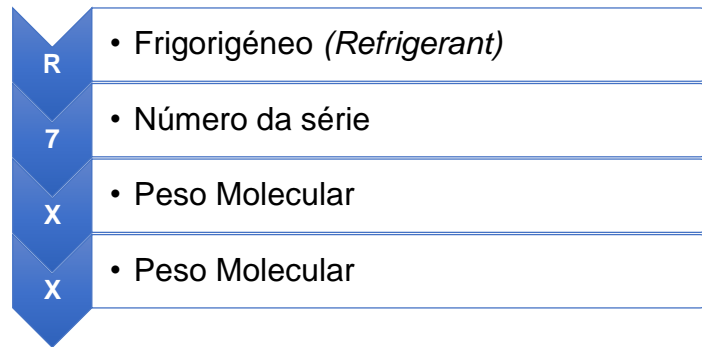 R
• Frigorigéneo (Refrigerant)
7
• Número da série
X
• Peso Molecular
X
• Peso Molecular